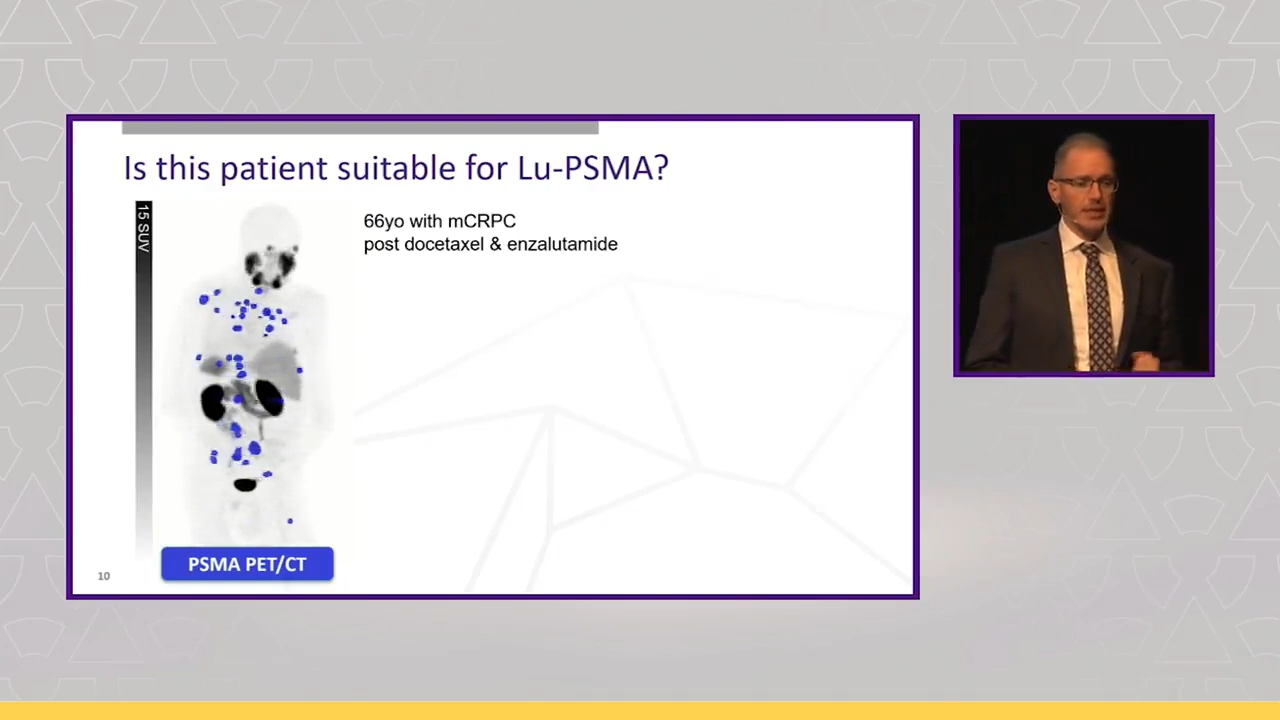 Is this patient suitable for Lu-PSMA?
15 SUV
66yo with mCRPC
post docetaxel & enzalutamide
PSMA PET/CT
10